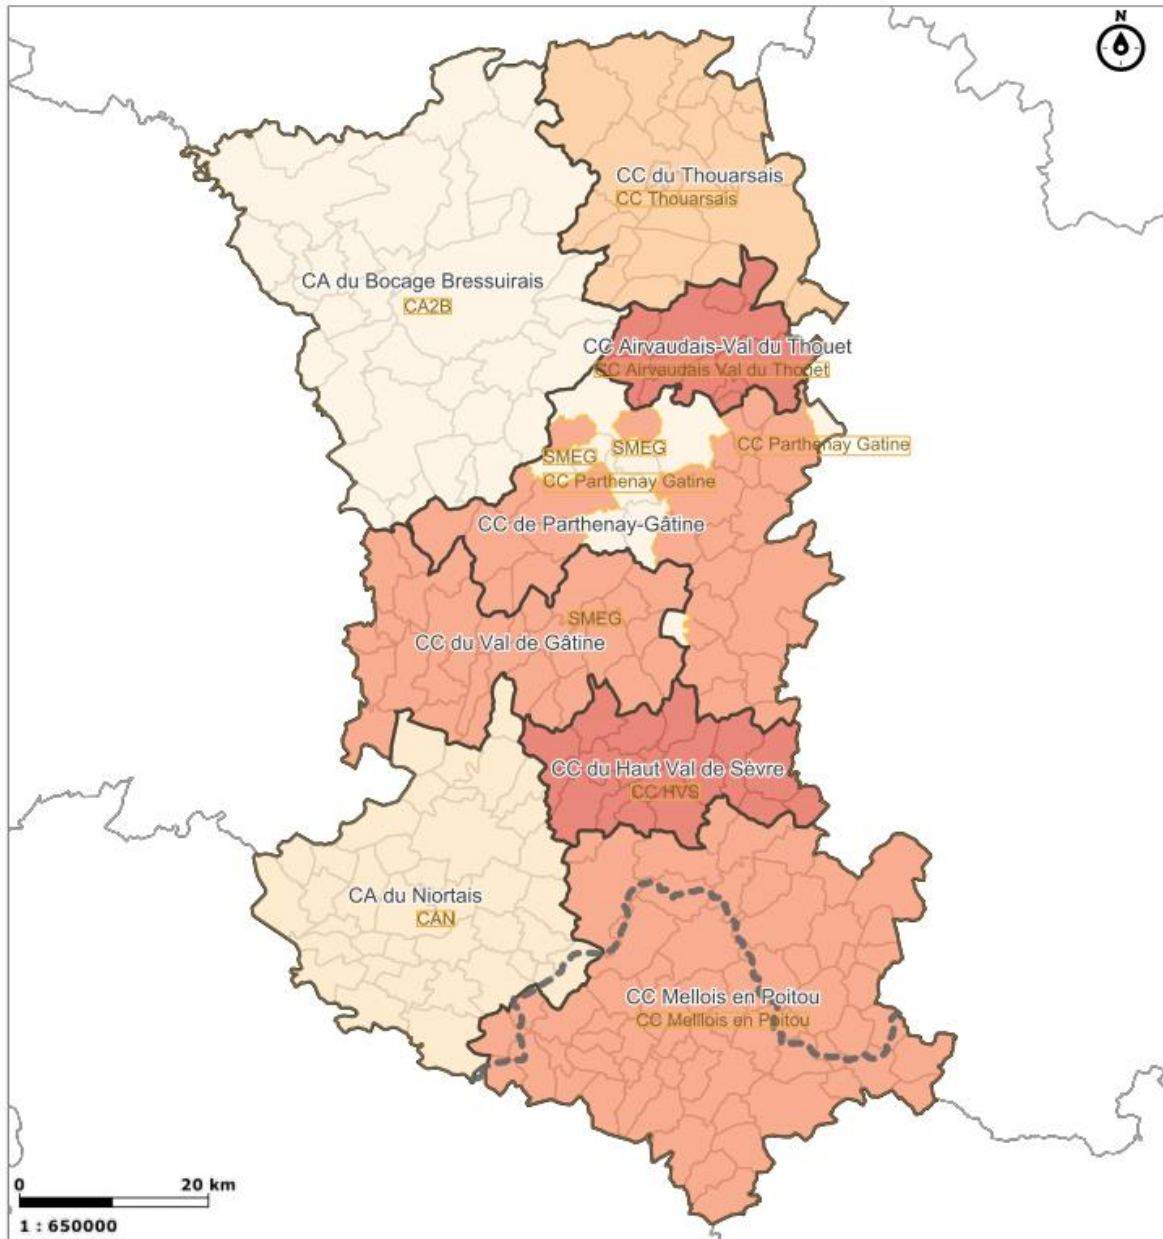 N
CC du Thouarsais
CC Thouarsais
CA du Bocage Bressuirais
CA2B
CC Airvaudais-Val du Thouet
CC Airvaudais Val du Thouet
CC Parthenay Gatine
SMEG
SMEG
CC Parthenay Gatine
CC de Parthenay-Gâtine
SMEG
CC du Val de Gâtine
CC du Haut Val de Sèvre
CC HVS
CA du Niortais
CAN
CC Mellois en Poitou
CC Melllois en Poitou
0 20 km
1 : 650000